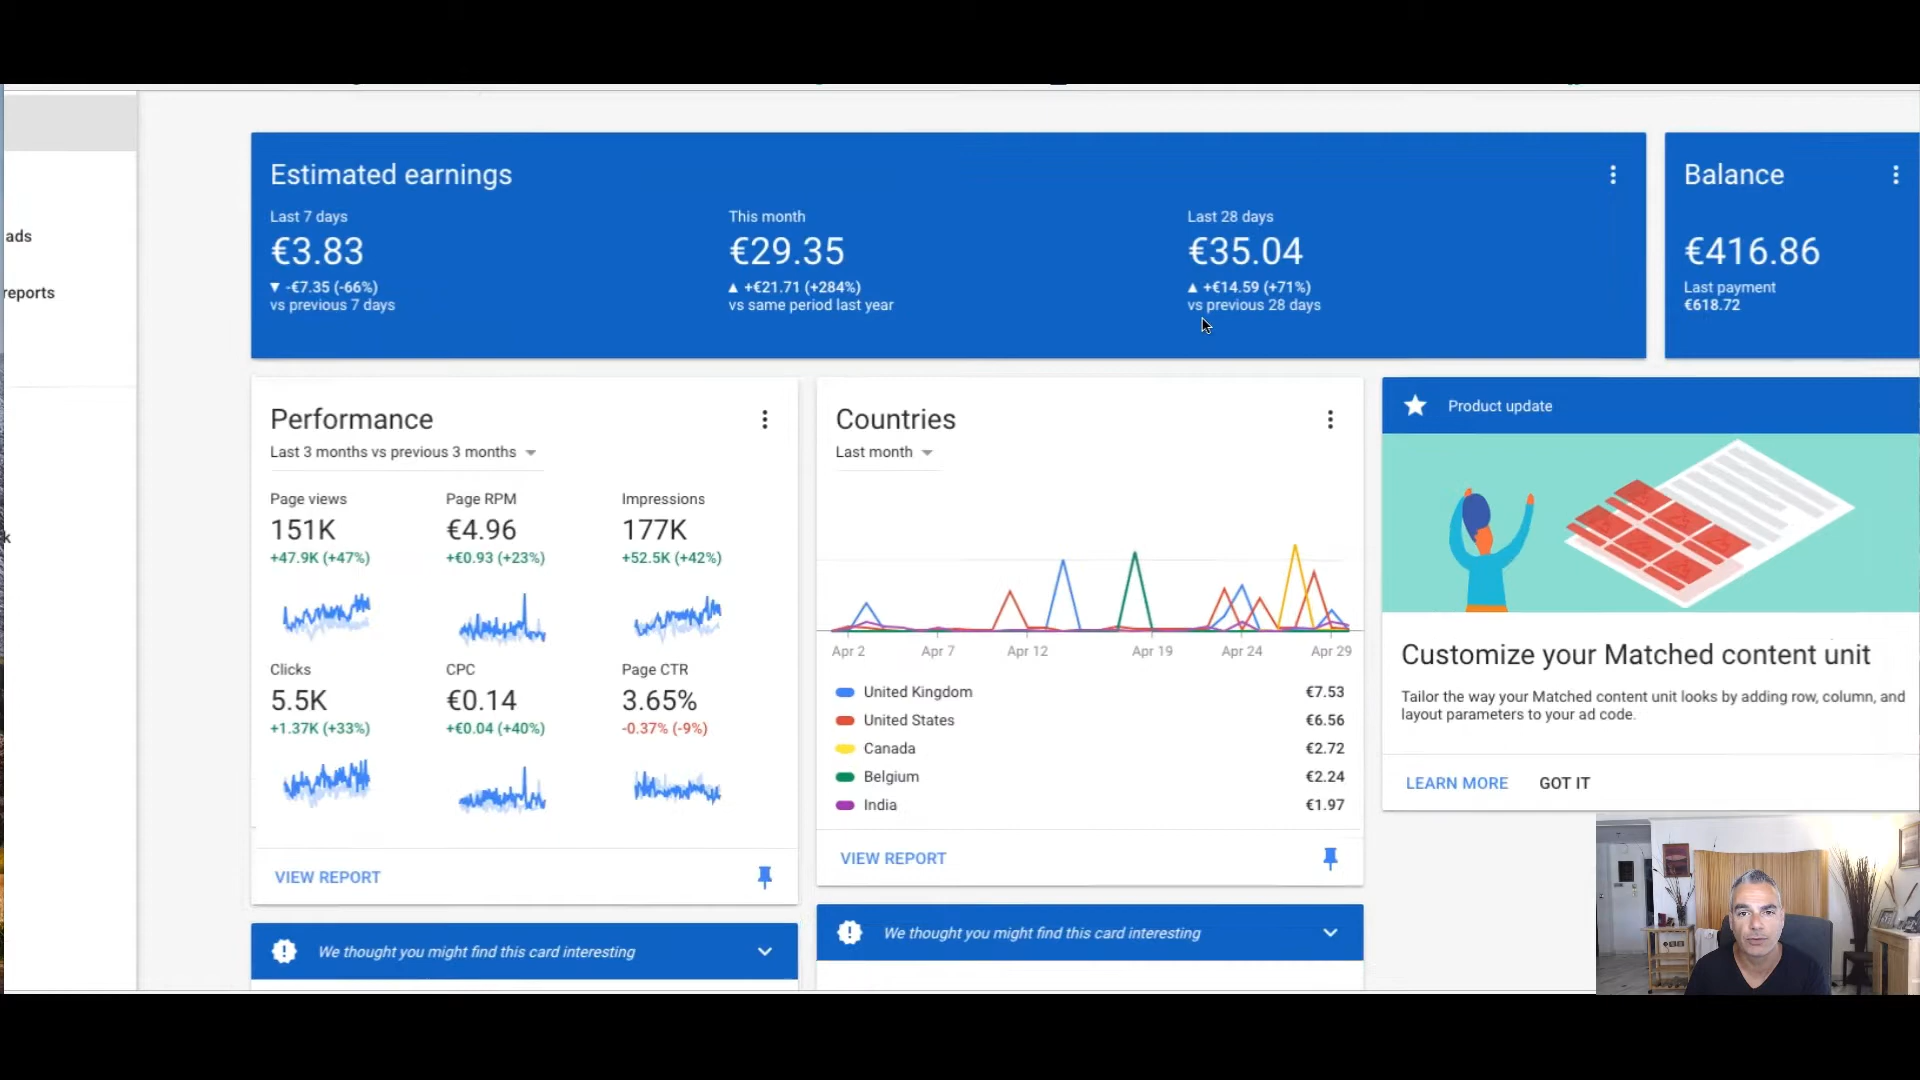 ads
reports
k
Estimated earnings
Last 7 days
€3.83
▼ -€7.35 (-66%)
vs previous 7 days
This month
€29.35
▲ +€21.71 (+284%)
vs same period last year
Last 28 days
€35.04
▲ +€14.59 (+71%)
vs previous 28 days
Balance
€416.86
Last payment
€618.72
Performance
Last 3 months vs previous 3 months
Page views
151K
+47.9K (+47%)
Page RPM
€4.96
+€0.93 (+23%)
Impressions
177K
+52.5K (+42%)
Clicks
5.5K
+1.37K (+33%)
CPC
€0.14
+€0.04 (+40%)
Page CTR
3.65%
-0.37% (-9%)
VIEW REPORT
We thought you might find this card interesting
Countries
Last month
Apr 2 Apr 7 Apr 12 Apr 19 Apr 24 Apr 29
United Kingdom €7.53
United States €6.56
Canada €2.72
Belgium €2.24
India €1.97
VIEW REPORT
We thought you might find this card interesting
Product update
Customize your Matched content unit
Tailor the way your Matched content unit looks by adding row, column, and
layout parameters to your ad code.
LEARN MORE GOT IT